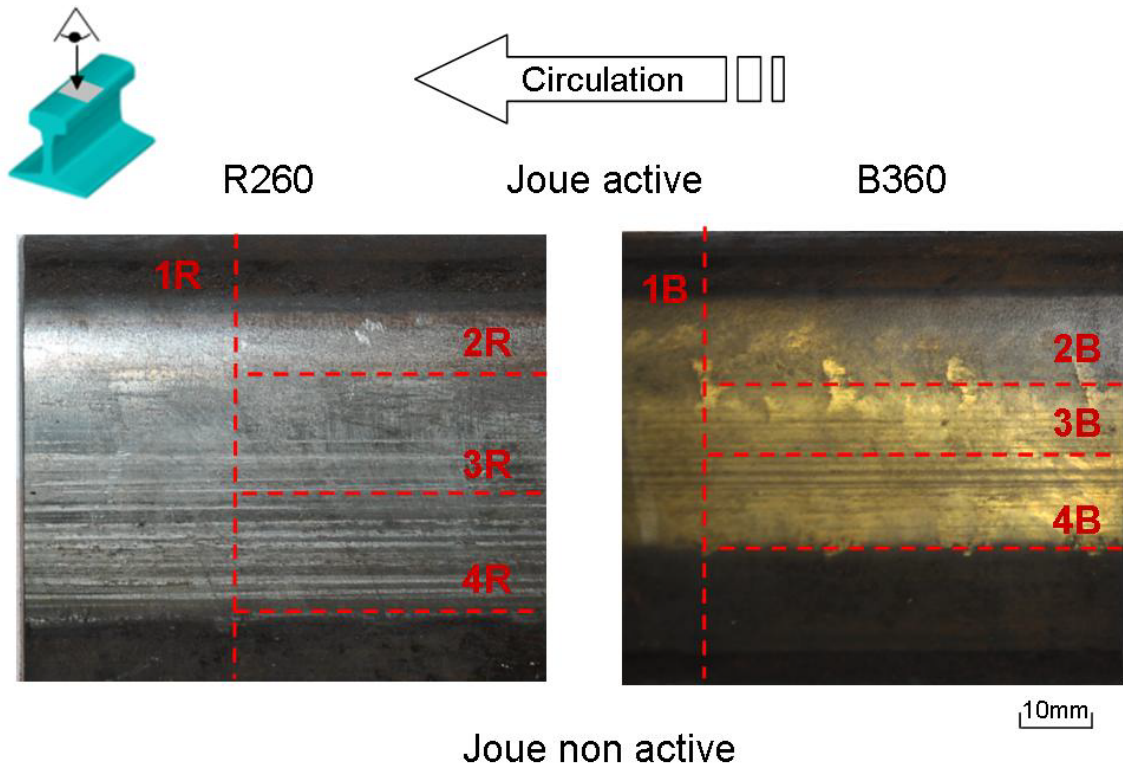 Circulation
R260
Joue active
B360
1R
2R
3R
4R
1B
2B
3B
4B
10mm
Joue non active